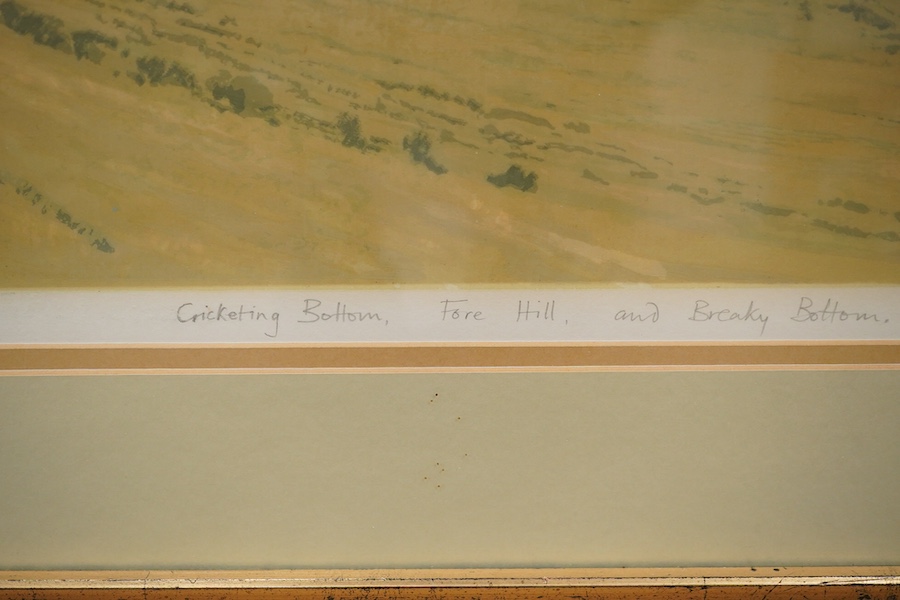 Cricketing Bottom, Fore Hill, and Breaky Bottom.